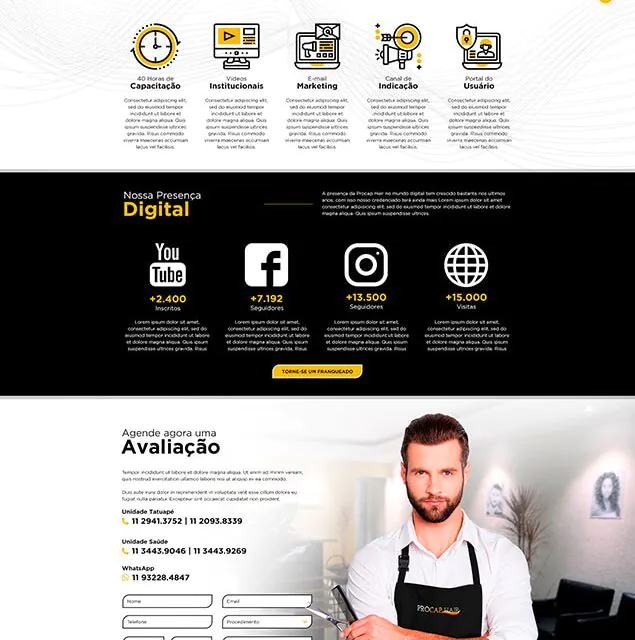 40 Horas de
Capacitação
Consectetur adipiscing elit,
sed do eiusmod tempor
incididunt ut labore et
dolore magna aliqua. Quis
ipsum suspendisse ultrices
gravida. Risus commodo
viverra maecenas accumsan
lacus vel facilisis.
Vídeos
Institucionais
Consectetur adipiscing elit,
sed do eiusmod tempor
incididunt ut labore et
dolore magna aliqua. Quis
ipsum suspendisse ultrices
gravida. Risus commodo
viverra maecenas accumsan
lacus vel facilisis.
E-mail
Marketing
Consectetur adipiscing elit,
sed do eiusmod tempor
incididunt ut labore et
dolore magna aliqua. Quis
ipsum suspendisse ultrices
gravida. Risus commodo
viverra maecenas accumsan
lacus vel facilisis.
Canal de
Indicação
Consectetur adipiscing elit,
sed do eiusmod tempor
incididunt ut labore et
dolore magna aliqua. Quis
ipsum suspendisse ultrices
gravida. Risus commodo
viverra maecenas accumsan
lacus vel facilisis.
Portal do
Usuário
Consectetur adipiscing elit,
sed do eiusmod tempor
incididunt ut labore et
dolore magna aliqua. Quis
ipsum suspendisse ultrices
gravida. Risus commodo
viverra maecenas accumsan
lacus vel facilisis.
Nossa Presença
Digital
A presença da Procap Hair no mundo digital tem crescido bastante nos últimos
anos, com isso nosso credenciado terá ainda mais Lorem ipsum dolor sit amet,
consectetur adipiscing elit, sed do eiusmod tempor incididunt ut labore et dolore
magna aliqua. Quis ipsum suspendisse ultrices.
You
Tube
+2.400
Inscritos
Lorem ipsum dolor sit amet,
consectetur adipiscing elit, sed do
eiusmod tempor incididunt ut labore
et dolore magna aliqua. Quis ipsum
suspendisse ultrices gravida. Risus
+7.192
Seguidores
Lorem ipsum dolor sit amet,
consectetur adipiscing elit, sed do
eiusmod tempor incididunt ut labore
et dolore magna aliqua. Quis ipsum
suspendisse ultrices gravida. Risus
+13.500
Seguidores
Lorem ipsum dolor sit amet,
consectetur adipiscing elit, sed do
eiusmod tempor incididunt ut labore
et dolore magna aliqua. Quis ipsum
suspendisse ultrices gravida. Risus
+15.000
Visitas
Lorem ipsum dolor sit amet,
consectetur adipiscing elit, sed do
eiusmod tempor incididunt ut labore
et dolore magna aliqua. Quis ipsum
suspendisse ultrices gravida. Risus
TORNE-SE UM FRANQUEADO
Agende agora uma
Avaliação
Tempor incididunt ut labore et dolore magna aliqua. Ut enim ad minim veniam,
quis nostrud exercitation ullamco laboris nisi ut aliquip ex ea commodo.
Duis aute irure dolor in reprehenderit in voluptate velit esse cillum dolore eu
fugiat nulla pariatur. Excepteur sint occaecat cupidatat non proident.
Unidade Tatuapé
11 2941.3752 | 11 2093.8339
Unidade Saúde
11 3443.9046 | 11 3443.9269
WhatsApp
11 93228.4847
Nome
Email
Telefone
Procedimento
PROCAP HAIR